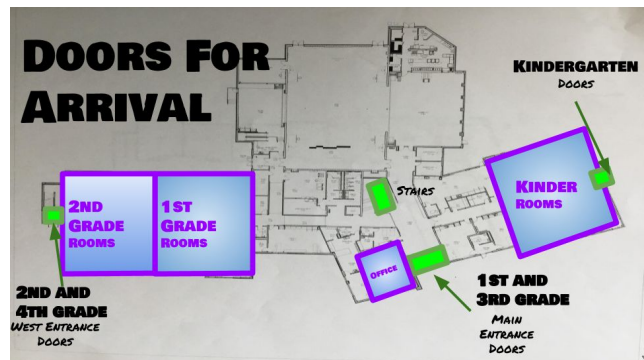 DOORS FOR
ARRIVAL
KINDERGARTEN
DOORS
STAIRS
2ND
GRADE
ROOMS
1ST
GRADE
ROOMS
KINDER
ROOMS
OFFICE
2ND AND
4TH GRADE
WEST ENTRANCE
DOORS
1ST AND
3RD GRADE
MAIN
ENTRANCE
DOORS